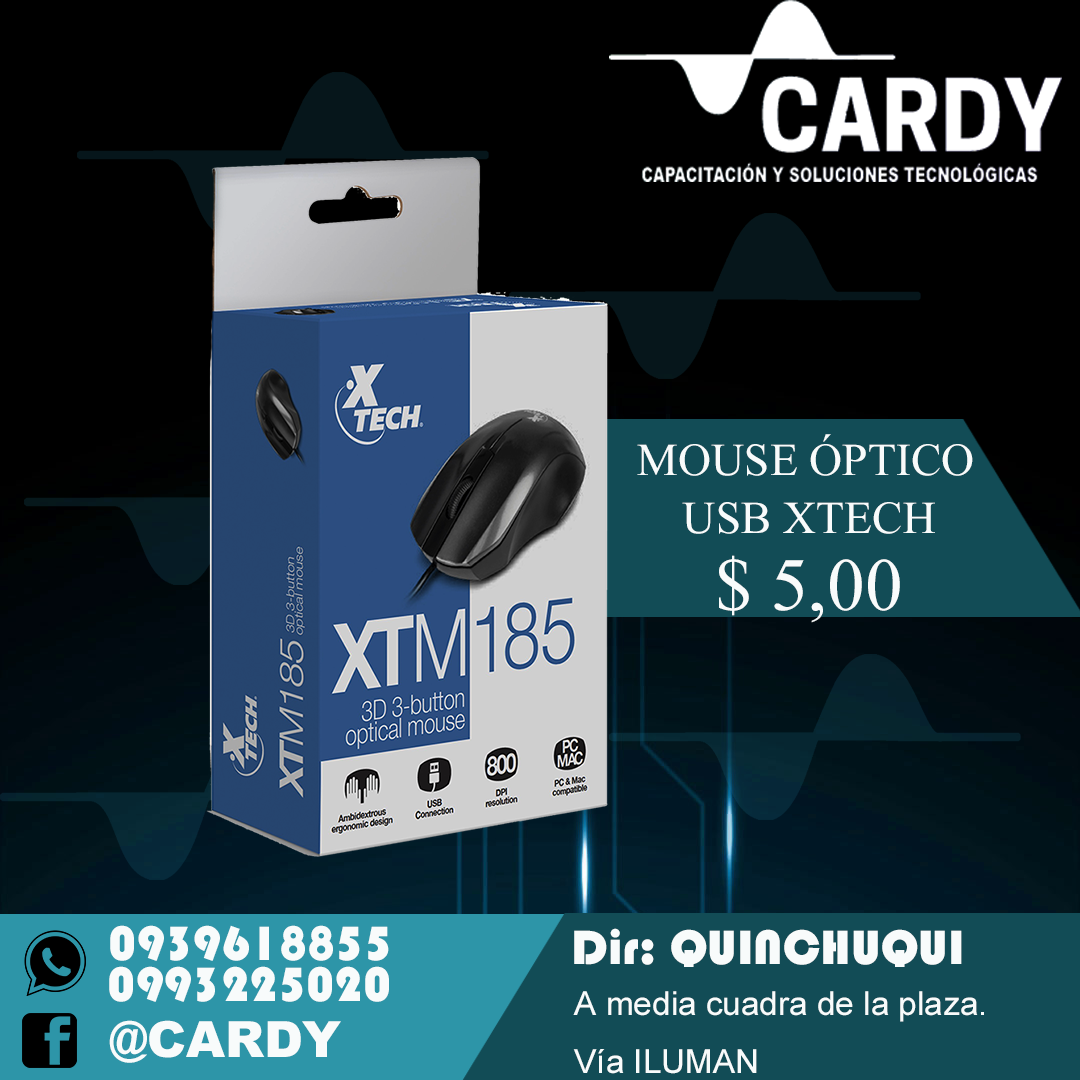 CARDY
CAPACITACIÓN Y SOLUCIONES TECNOLÓGICAS
X
TECH
XTM185
3D 3-button
optical mouse
Ambidextrous
ergonomic design
USB
Connection
800
DPI
resolution
PC
MAC
PC & Mac
compatible
X
TECH
XTM185
3D 3-button
optical mouse
MOUSE ÓPTICO
USB XTECH
$ 5,00
0939618855
0993225020
f @CARDY
Dir: QUINCHUQUI
A media cuadra de la plaza.
Vía ILUMAN